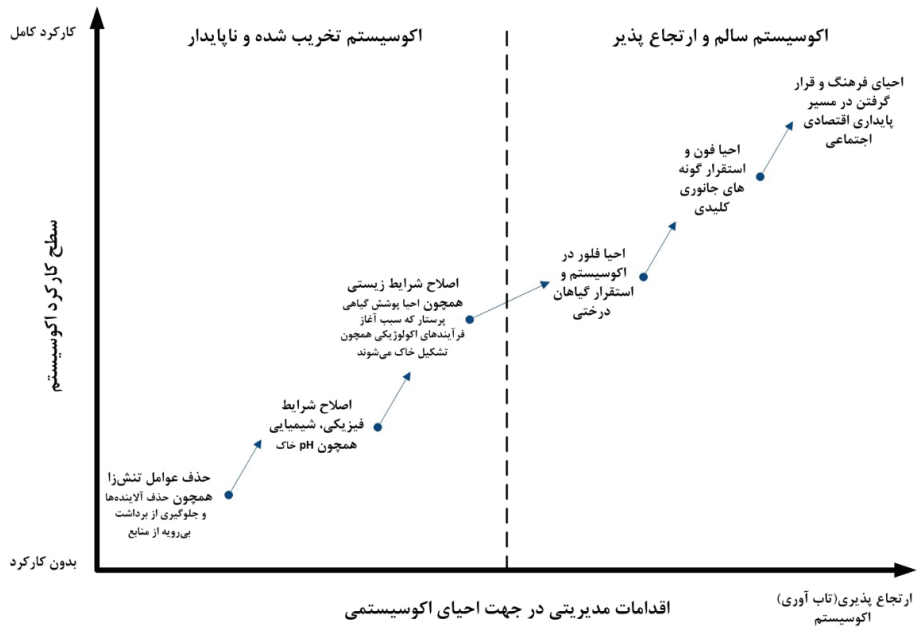 کارکرد کامل
اکوسیستم تخریب شده و ناپایدار
اکوسیستم سالم و ارتجاع پذیر
احیای فرهنگ و قرار
گرفتن در مسیر
پایداری اقتصادی
اجتماعی
احیا فون و
استقرار گونه
های جانوری
کلیدی
احیا فلور در
اکوسیستم و
استقرار گیاهان
درختی
اصلاح شرایط زیستی
همچون احیا پوشش گیاهی
پرستار که سبب آغاز
فرآیندهای اکولوژیکی همچون
تشکیل خاک می‌شوند
اصلاح شرایط
فیزیکی، شیمیایی
همچون pH خاک
حذف عوامل تنش‌زا
همچون حذف آلاینده‌ها
و جلوگیری از برداشت
بی‌رویه از منابع
سطح کارکرد اکوسیستم
بدون کارکرد
اقدامات مدیریتی در جهت احیای اکوسیستمی
ارتجاع پذیری(تاب آوری)
اکوسیستم